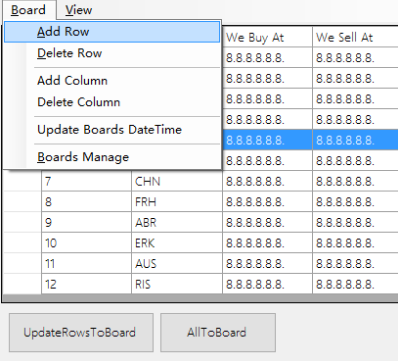 Board View
Add Row
Delete Row
Add Column
Delete Column
Update Boards DateTime
Boards Manage
We Buy At We Sell At
8.8.8.8.8.8. 8.8.8.8.8.8.
8.8.8.8.8.8. 8.8.8.8.8.8.
8.8.8.8.8.8. 8.8.8.8.8.8.
8.8.8.8.8.8. 8.8.8.8.8.8.
8.8.8.8.8.8. 8.8.8.8.8.8.
8.8.8.8.8.8. 8.8.8.8.8.8.
7 CHN 8.8.8.8.8.8. 8.8.8.8.8.8.
8 FRH 8.8.8.8.8.8. 8.8.8.8.8.8.
9 ABR 8.8.8.8.8.8. 8.8.8.8.8.8.
10 ERK 8.8.8.8.8.8. 8.8.8.8.8.8.
11 AUS 8.8.8.8.8.8. 8.8.8.8.8.8.
12 RIS 8.8.8.8.8.8. 8.8.8.8.8.8.
UpdateRowsToBoard AllToBoard